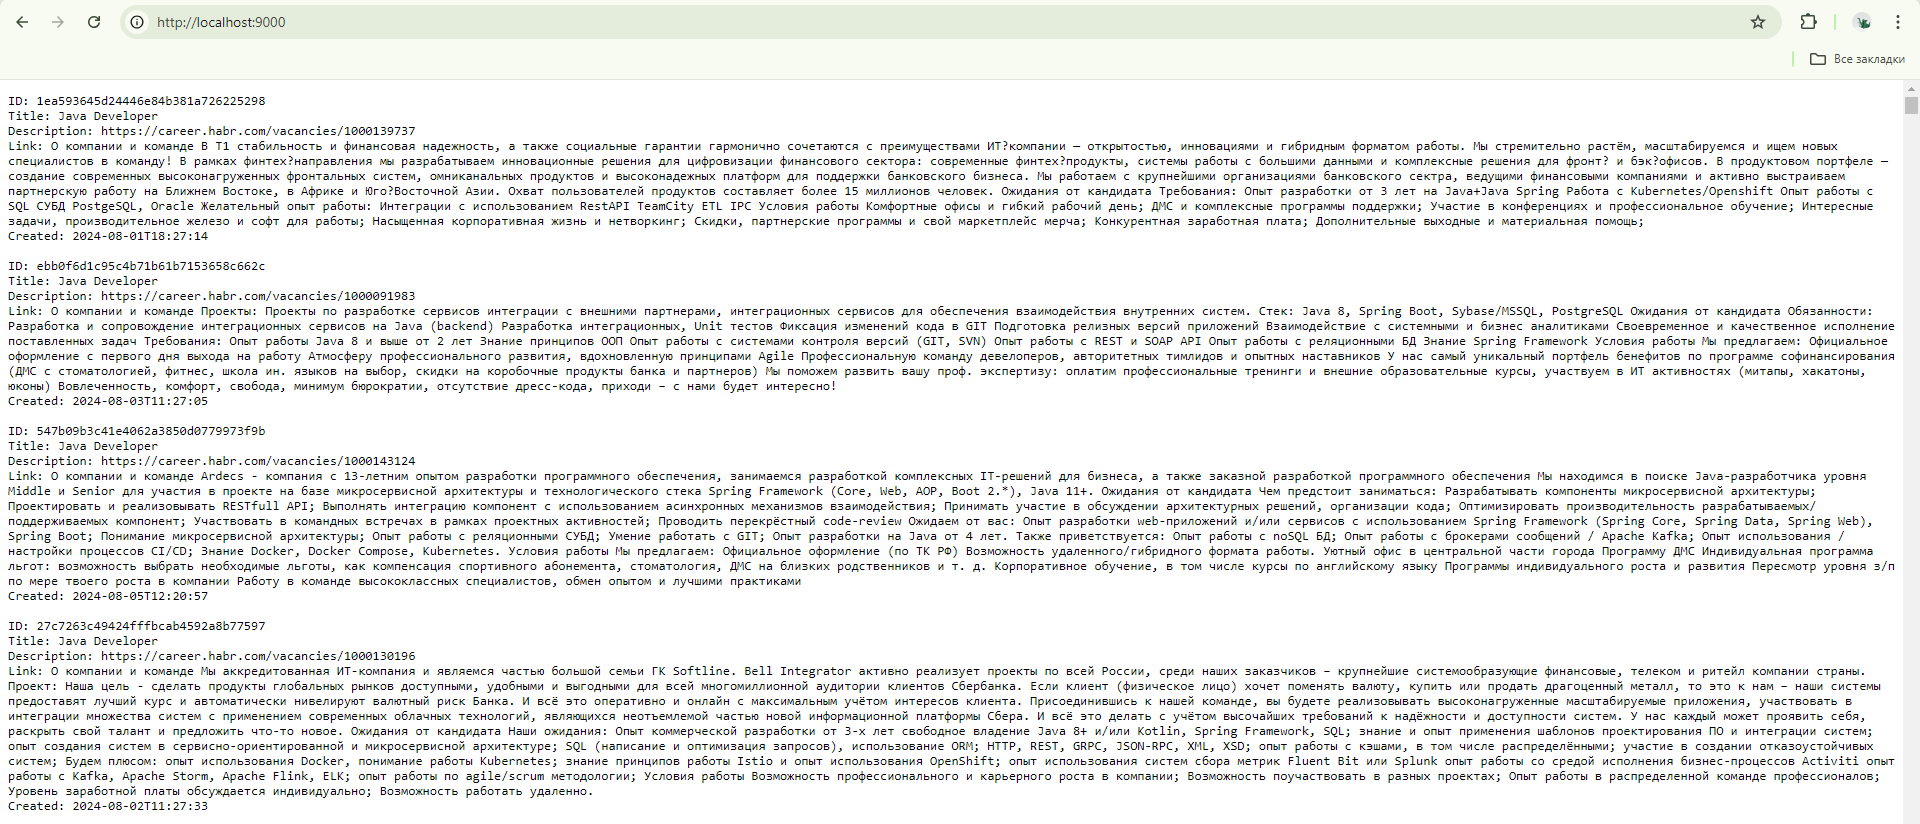 http://localhost:9000
Все закладки
ID: 1ea593645d24446e84b381a726225298
Title: Java Developer
Description: https://career.habr.com/vacancies/1000139737
Link: О компании и команде В Т1 стабильность и финансовая надежность, а также социальные гарантии гармонично сочетаются с преимуществами ИТ?компании — открытостью, инновациями и гибридным форматом работы. Мы стремительно растём, масштабируемся и ищем новых
специалистов в команду! В рамках финтех?направления мы разрабатываем инновационные решения для цифровизации финансового сектора: современные финтех?продукты, системы работы с большими данными и комплексные решения для фронт? и бэк?офисов. В продуктовом портфеле —
создание современных высоконагруженных фронтальных систем, омниканальных продуктов и высоконадежных платформ для поддержки банковского бизнеса. Мы работаем с крупнейшими организациями банковского сектра, ведущими финансовыми компаниями и активно выстраиваем
партнерскую работу на Ближнем Востоке, в Африке и Юго?Восточной Азии. Охват пользователей продуктов составляет более 15 миллионов человек. Ожидания от кандидата Требования: Опыт разработки от 3 лет на Java+Java Spring Работа с Kubernetes/Openshift Опыт работы с
SQL СУБД PostgeSQL, Oracle Желательный опыт работы: Интеграции с использованием RestAPI TeamCity ETL IPC Условия работы Комфортные офисы и гибкий рабочий день; ДМС и комплексные программы поддержки; Участие в конференциях и профессиональное обучение; Интересные
задачи, производительное железо и софт для работы; Насыщенная корпоративная жизнь и нетворкинг; Скидки, партнерские программы и свой маркетплейс мерча; Конкурентная заработная плата; Дополнительные выходные и материальная помощь;
Created: 2024-08-01T18:27:14
ID: ebb0f6d1c95c4b71b61b7153658c662c
Title: Java Developer
Description: https://career.habr.com/vacancies/1000091983
Link: О компании и команде Проекты: Проекты по разработке сервисов интеграции с внешними партнерами, интеграционных сервисов для обеспечения взаимодействия внутренних систем. Стек: Java 8, Spring Boot, Sybase/MSSQL, PostgreSQL Ожидания от кандидата Обязанности:
Разработка и сопровождение интеграционных сервисов на Java (backend) Разработка интеграционных, Unit тестов Фиксация изменений кода в GIT Подготовка релизных версий приложений Взаимодействие с системными и бизнес аналитиками Своевременное и качественное исполнение
поставленных задач Требования: Опыт работы Java 8 и выше от 2 лет Знание принципов ООП Опыт работы с системами контроля версий (GIT, SVN) Опыт работы с REST и SOAP API Опыт работы с реляционными БД Знание Spring Framework Условия работы Мы предлагаем: Официальное
оформление с первого дня выхода на работу Атмосферу профессионального развития, вдохновленную принципами Agile Профессиональную команду девелоперов, авторитетных тимлидов и опытных наставников У нас самый уникальный портфель бенефитов по программе софинансирования
(ДМС с стоматологией, фитнес, школа ин. языков на выбор, скидки на коробочные продукты банка и партнеров) Мы поможем развить вашу проф. экспертизу: оплатим профессиональные тренинги и внешние образовательные курсы, участвуем в ИТ активностях (митапы, хакатоны,
юконы) Вовлеченность, комфорт, свобода, минимум бюрократии, отсутствие дресс-кода, приходи – с нами будет интересно!
Created: 2024-08-03T11:27:05
ID: 547b09b3c41e4062a3850d0779973f9b
Title: Java Developer
Description: https://career.habr.com/vacancies/1000143124
Link: О компании и команде Ardecs - компания с 13-летним опытом разработки программного обеспечения, занимаемся разработкой комплексных IT-решений для бизнеса, а также заказной разработкой программного обеспечения Мы находимся в поиске Java-разработчика уровня
Middle и Senior для участия в проекте на базе микросервисной архитектуры и технологического стека Spring Framework (Core, Web, AOP, Boot 2.*), Java 11+. Ожидания от кандидата Чем предстоит заниматься: Разрабатывать компоненты микросервисной архитектуры;
Проектировать и реализовывать RESTfull API; Выполнять интеграцию компонент с использованием асинхронных механизмов взаимодействия; Принимать участие в обсуждении архитектурных решений, организации кода; Оптимизировать производительность разрабатываемых/
поддерживаемых компонент; Участвовать в командных встречах в рамках проектных активностей; Проводить перекрёстный code-review Ожидаем от вас: Опыт разработки web-приложений и/или сервисов с использованием Spring Framework (Spring Core, Spring Data, Spring Web),
Spring Boot; Понимание микросервисной архитектуры; Опыт работы с реляционными СУБД; Умение работать с GIT; Опыт разработки на Java от 4 лет. Также приветствуется: Опыт работы с noSQL БД; Опыт работы с брокерами сообщений / Apache Kafka; Опыт использования /
настройки процессов CI/CD; Знание Docker, Docker Compose, Kubernetes. Условия работы Мы предлагаем: Официальное оформление (по ТК РФ) Возможность удаленного/гибридного формата работы. Уютный офис в центральной части города Программу ДМС Индивидуальная программа
льгот: возможность выбрать необходимые льготы, как компенсация спортивного абонемента, стоматология, ДМС на близких родственников и т. д. Корпоративное обучение, в том числе курсы по английскому языку Программы индивидуального роста и развития Пересмотр уровня з/п
по мере твоего роста в компании Работу в команде высококлассных специалистов, обмен опытом и лучшими практиками
Created: 2024-08-05T12:20:57
ID: 27c7263c49424fffbcab4592a8b77597
Title: Java Developer
Description: https://career.habr.com/vacancies/1000130196
Link: О компании и команде Мы аккредитованная ИТ-компания и являемся частью большой семьи ГК Softline. Bell Integrator активно реализует проекты по всей России, среди наших заказчиков – крупнейшие системообразующие финансовые, телеком и ритейл компании страны.
Проект: Наша цель - сделать продукты глобальных рынков доступными, удобными и выгодными для всей многомиллионной аудитории клиентов Сбербанка. Если клиент (физическое лицо) хочет поменять валюту, купить или продать драгоценный металл, то это к нам – наши системы
предоставят лучший курс и автоматически нивелируют валютный риск Банка. И всё это оперативно и онлайн с максимальным учётом интересов клиента. Присоединившись к нашей команде, вы будете реализовывать высоконагруженные масштабируемые приложения, участвовать в
интеграции множества систем с применением современных облачных технологий, являющихся неотъемлемой частью новой информационной платформы Сбера. И всё это делать с учётом высочайших требований к надёжности и доступности систем. У нас каждый может проявить себя,
раскрыть свой талант и предложить что-то новое. Ожидания от кандидата Наши ожидания: Опыт коммерческой разработки от 3-х лет свободное владение Java 8+ и/или Kotlin, Spring Framework, SQL; знание и опыт применения шаблонов проектирования ПО и интеграции систем;
опыт создания систем в сервисно-ориентированной и микросервисной архитектуре; SQL (написание и оптимизация запросов), использование ORM; HTTP, REST, GRPC, JSON-RPC, XML, XSD; опыт работы с кэшами, в том числе распределёнными; участие в создании отказоустойчивых
систем; Будем плюсом: опыт использования Docker, понимание работы Kubernetes; знание принципов работы Istio и опыт использования OpenShift; опыт использования систем сбора метрик Fluent Bit или Splunk опыт работы со средой исполнения бизнес-процессов Activiti опыт
работы с Kafka, Apache Storm, Apache Flink, ELK; опыт работы по agile/scrum методологии; Условия работы Возможность профессионального и карьерного роста в компании; Возможность поучаствовать в разных проектах; Опыт работы в распределенной команде профессионалов;
Уровень заработной платы обсуждается индивидуально; Возможность работать удаленно.
Created: 2024-08-02T11:27:33